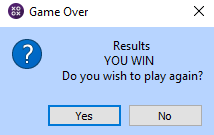 Game Over
Results
YOU WIN
Do you wish to play again?
Yes
No